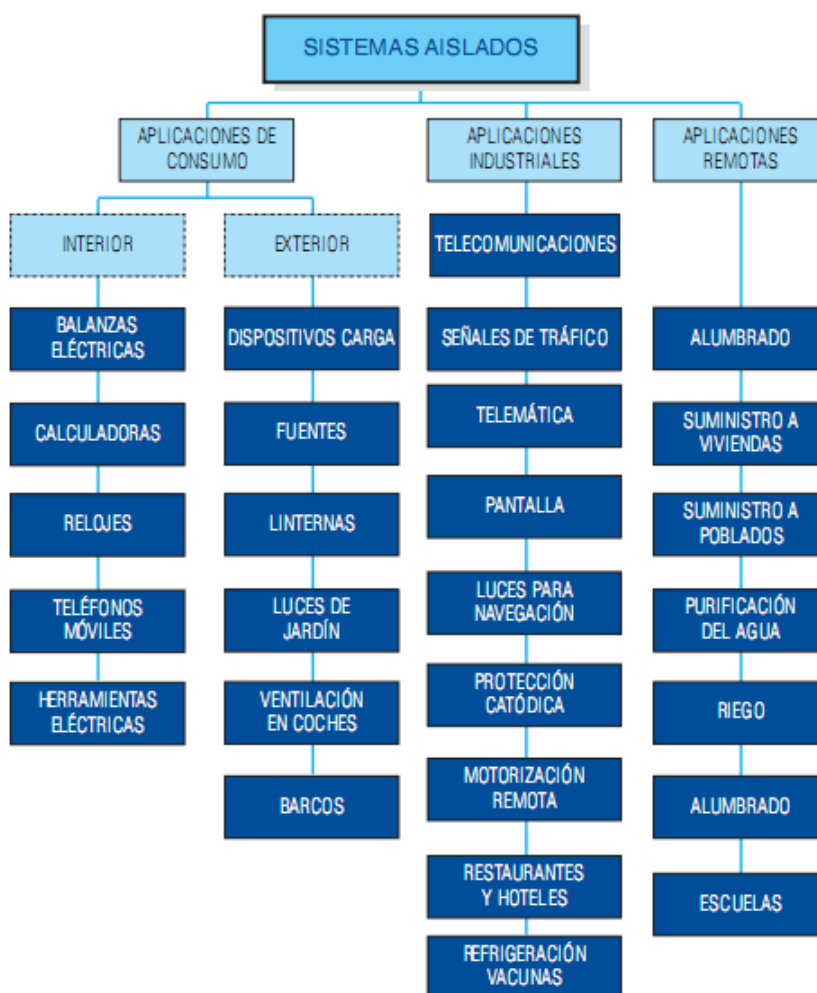 SISTEMAS AISLADOS
APLICACIONES DE
CONSUMO
INTERIOR
BALANZAS
ELÉCTRICAS
CALCULADORAS
RELOJES
TELÉFONOS
MÓVILES
HERRAMIENTAS
ELÉCTRICAS
EXTERIOR
DISPOSITIVOS CARGA
FUENTES
LINTERNAS
LUCES DE
JARDÍN
VENTILACIÓN
EN COCHES
BARCOS
APLICACIONES
INDUSTRIALES
TELECOMUNICACIONES
SEÑALES DE TRÁFICO
TELEMÁTICA
PANTALLA
LUCES PARA
NAVEGACIÓN
PROTECCIÓN
CATÓDICA
MOTORIZACIÓN
REMOTA
RESTAURANTES
Y HOTELES
REFRIGERACIÓN
VACUNAS
APLICACIONES
REMOTAS
ALUMBRADO
SUMINISTRO A
VIVIENDAS
SUMINISTRO A
POBLADOS
PURIFICACIÓN
DEL AGUA
RIEGO
ALUMBRADO
ESCUELAS